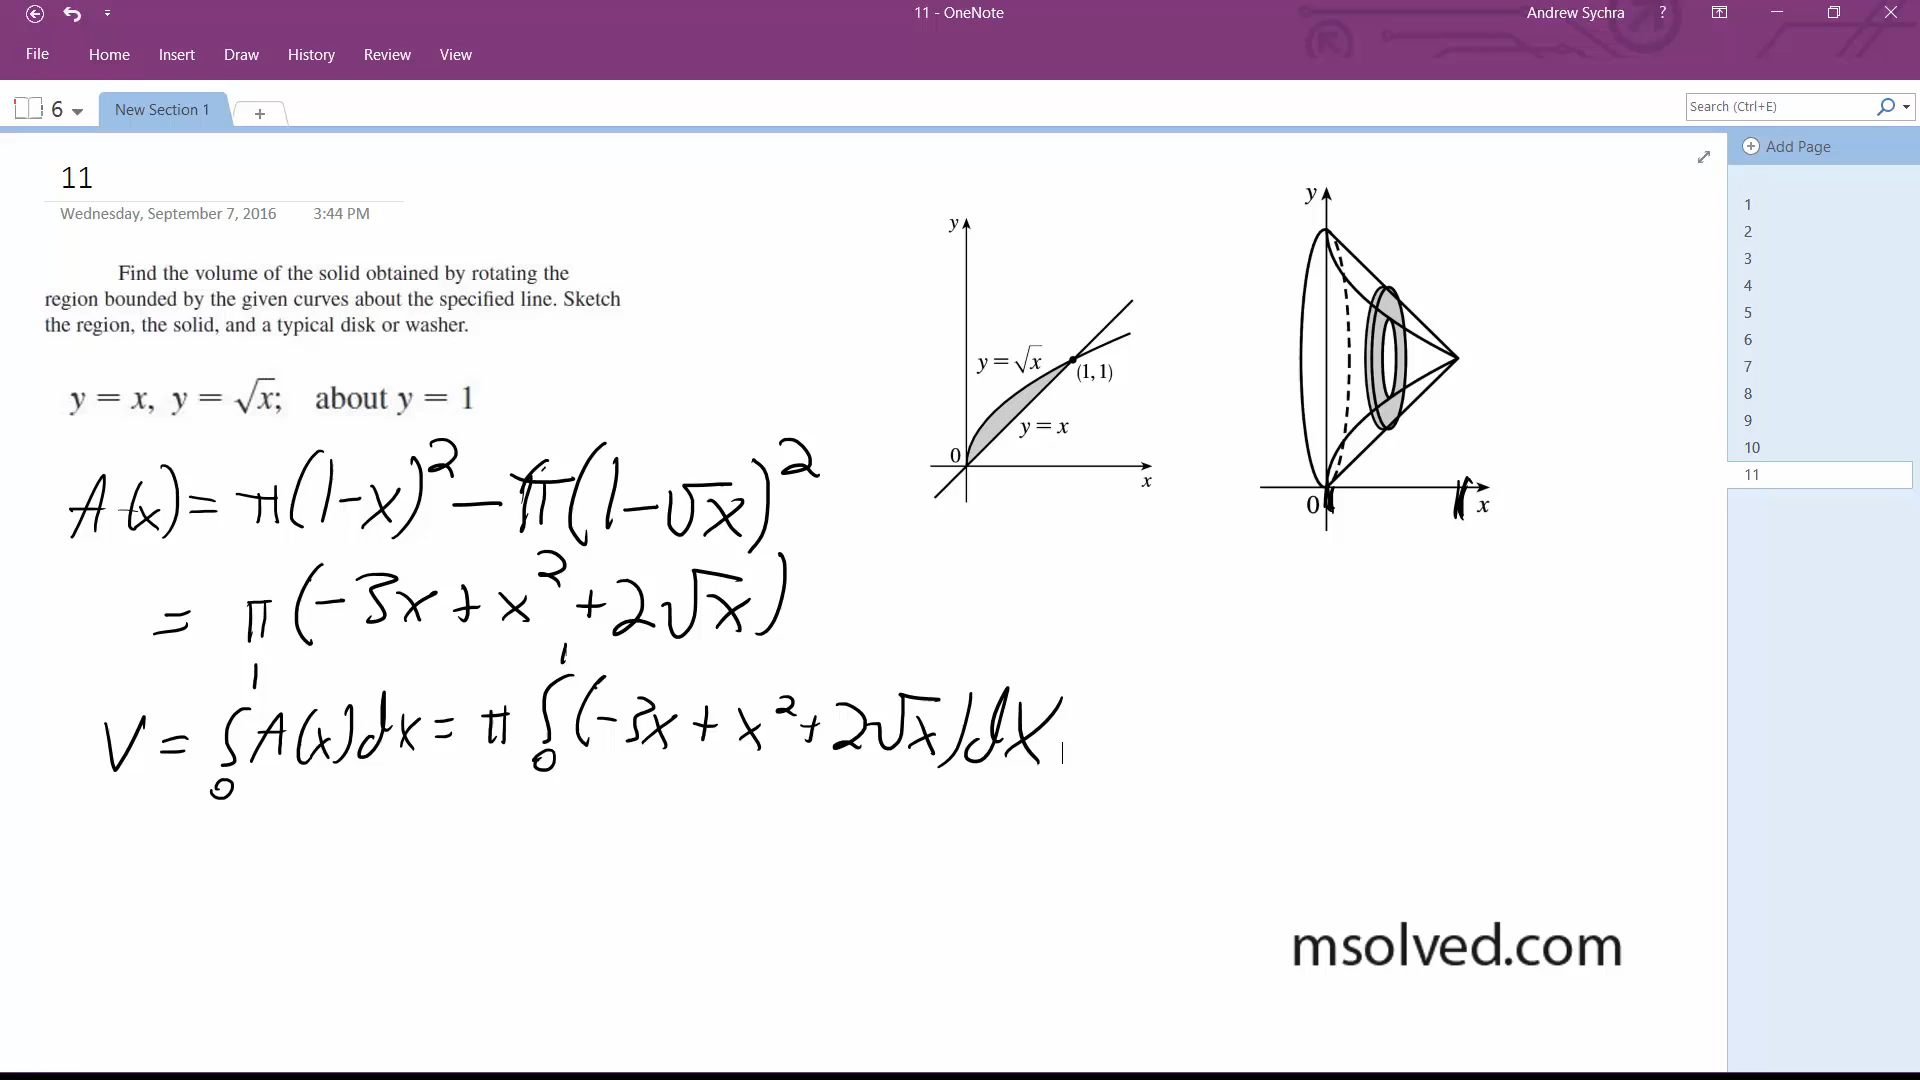 11 - OneNote
Andrew Sychra
?
File Home Insert Draw History Review View
6 New Section 1 +
Search (Ctrl+E)
Add Page
11
Wednesday, September 7, 2016 3:44 PM
Find the volume of the solid obtained by rotating the
region bounded by the given curves about the specified line. Sketch
the region, the solid, and a typical disk or washer.
y = x, y = √x; about y = 1
A(x) = π(1-x)² - π(1-√x)²
= π(-3x + x² + 2√x)
V = ∫₀¹ A(x)dx = π ∫₀¹ (-3x + x² + 2√x)dx
y
y = √x
(1, 1)
y = x
0
x
y
0
x
msolved.com
1
2
3
4
5
6
7
8
9
10
11